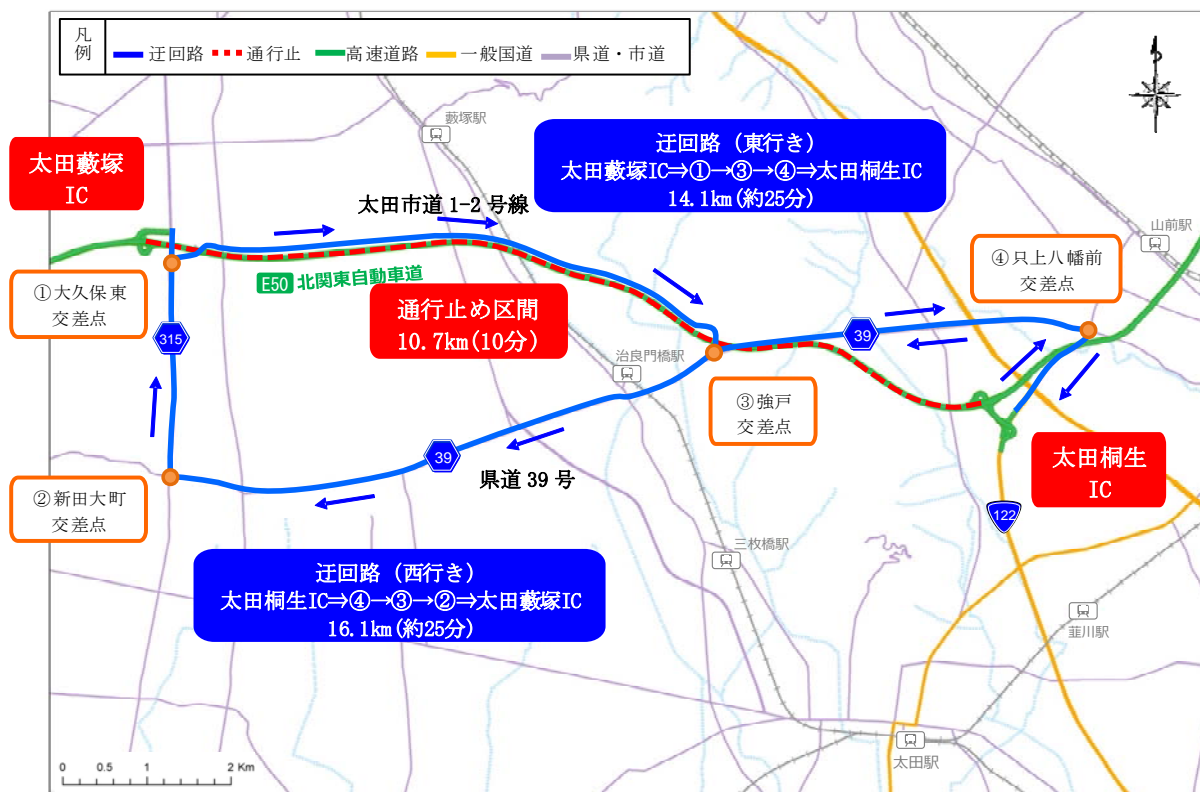 凡
例
迂回路
通行止
高速道路
一般国道
県道・市道
藪塚駅
迂回路（東行き）
太田藪塚IC⇒①→③→④⇒太田桐生IC
14.1km(約25分)
太田藪塚
IC
太田市道 1-2 号線
山前駅
④只上八幡前
交差点
E50 北関東自動車道
①大久保東
交差点
通行止め区間
10.7km(10分)
315
39
治良門橋駅
③強戸
交差点
39
県道 39 号
太田桐生
IC
②新田大町
交差点
122
三枚橋駅
迂回路（西行き）
太田桐生IC⇒④→③→②⇒太田藪塚IC
16.1km(約25分)
韮川駅
太田駅
0 0.5 1 2 Km